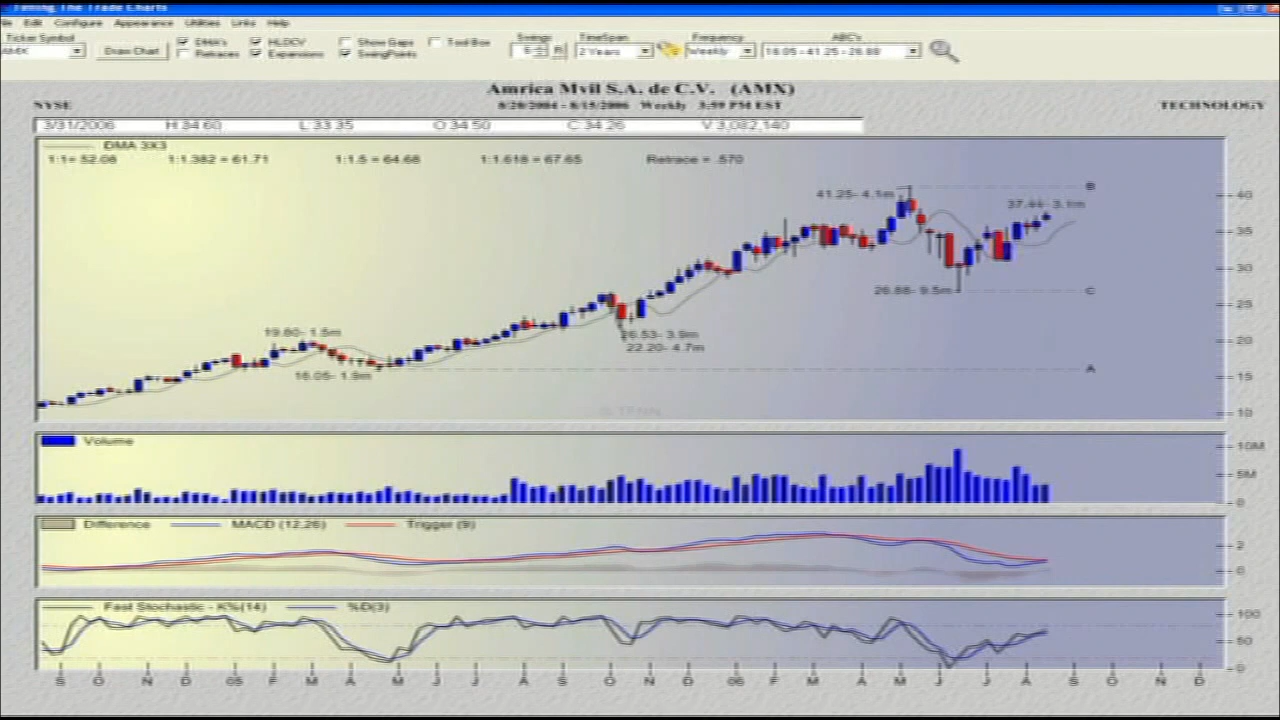 Timing The Trade Charts
Edit Configure Appearance Utilities Links Help
Ticker Symbol
AMX
Draw Chart
DMA's
Retraces
HLDCV
Expansions
Show Gaps
SwingPoints
Tool Box
Swings
TimeSpan
2 Years
Frequency
Weekly
ABC's
16.05 - 41.25 - 26.88
Amrica Mvil S.A. de C.V. (AMX)
NYSE
8/20/2004 - 8/15/2006 Weekly 3:59 PM EST
TECHNOLOGY
3/31/2006 H 34.60 L 33.35 O 34.50 C 34.26 V 3,082,140
DMA 3X3
1:1= 52.08 1:1.382 = 61.71 1:1.5 = 64.68 1:1.618 = 67.65 Retrace = .570
41.25- 4.1m
B
37.44- 3.1m
40
35
30
26.88- 9.5m
C
25
19.80- 1.5m
26.53- 3.9m
22.20- 4.7m
20
16.05- 1.9m
A
15
10
Volume
10M
5M
0
Difference MACD (12,26) Trigger (9)
2
0
Fast Stochastic - K%(14) %D(3)
100
50
0
S O N D 05 F M A M J J A S O N D 06 F M A M J J A S O N D